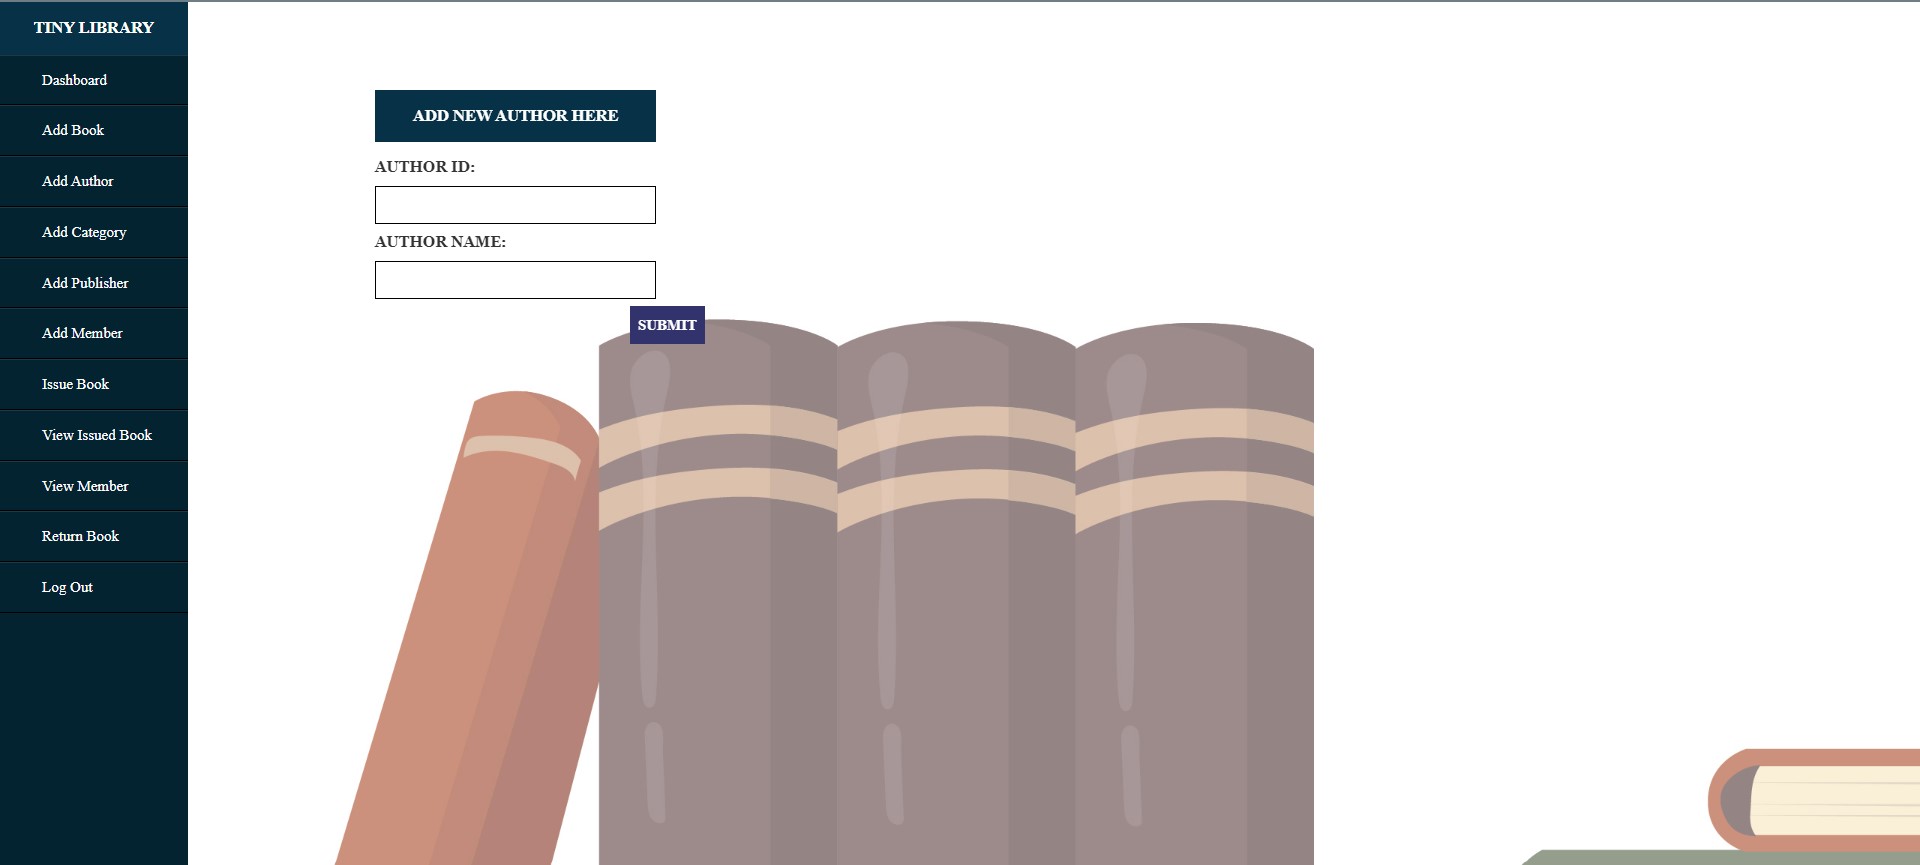 TINY LIBRARY
Dashboard
Add Book
Add Author
Add Category
Add Publisher
Add Member
Issue Book
View Issued Book
View Member
Return Book
Log Out
ADD NEW AUTHOR HERE
AUTHOR ID:
AUTHOR NAME:
SUBMIT